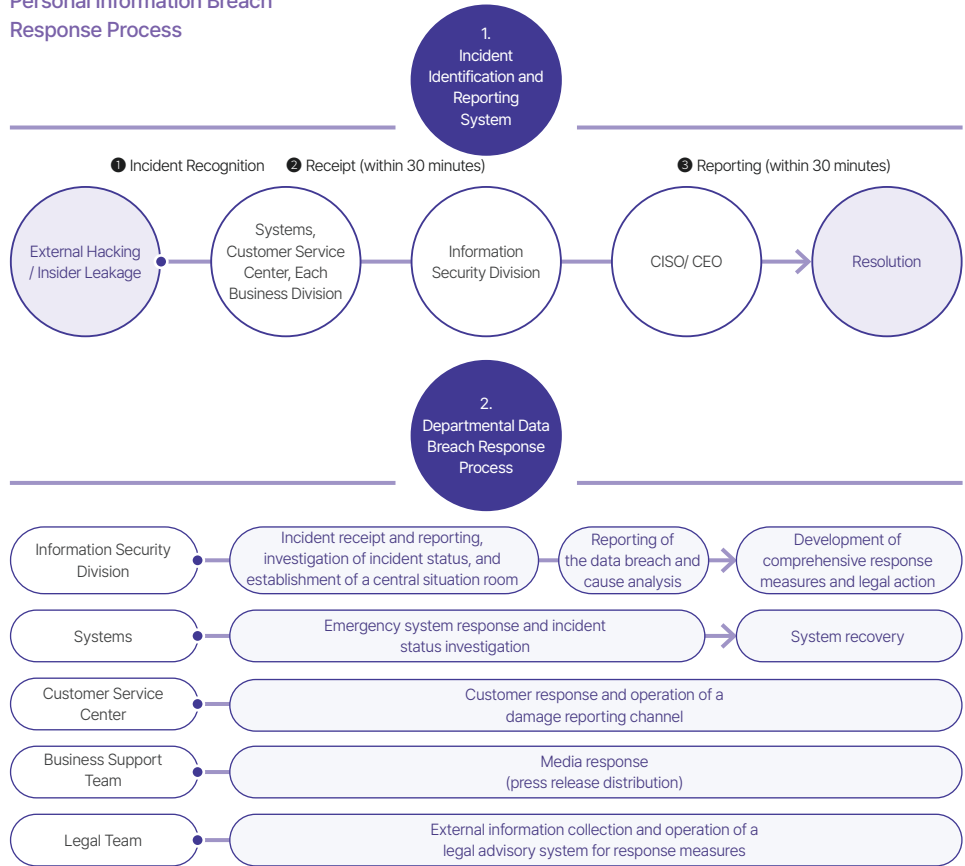 Personal Information Breach
Response Process
1.
Incident
Identification and
Reporting
System
❶ Incident Recognition
❷ Receipt (within 30 minutes)
❸ Reporting (within 30 minutes)
External Hacking
/ Insider Leakage
Systems,
Customer Service
Center, Each
Business Division
Information
Security Division
CISO/ CEO
Resolution
2.
Departmental Data
Breach Response
Process
Information Security
Division
Incident receipt and reporting,
investigation of incident status, and
establishment of a central situation room
Reporting of
the data breach and
cause analysis
Development of
comprehensive response
measures and legal action
Systems
Emergency system response and incident
status investigation
System recovery
Customer Service
Center
Customer response and operation of a
damage reporting channel
Business Support
Team
Media response
(press release distribution)
Legal Team
External information collection and operation of a
legal advisory system for response measures